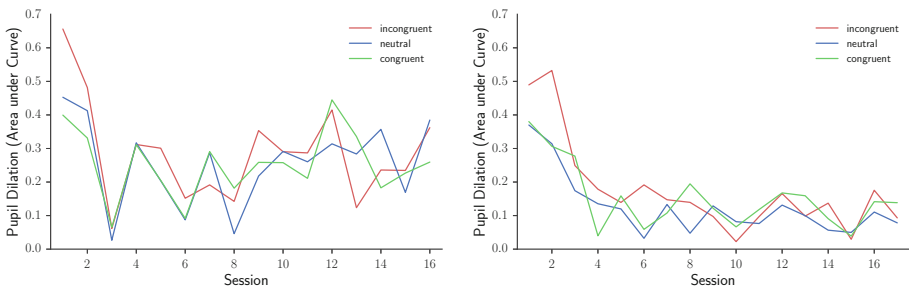 0.7
0.6
0.5
0.4
0.3
0.2
0.1
0.0
Pupil Dilation (Area under Curve)
2 4 6 8 10 12 14 16
Session
incongruent
neutral
congruent
0.7
0.6
0.5
0.4
0.3
0.2
0.1
0.0
Pupil Dilation (Area under Curve)
2 4 6 8 10 12 14 16
Session
incongruent
neutral
congruent